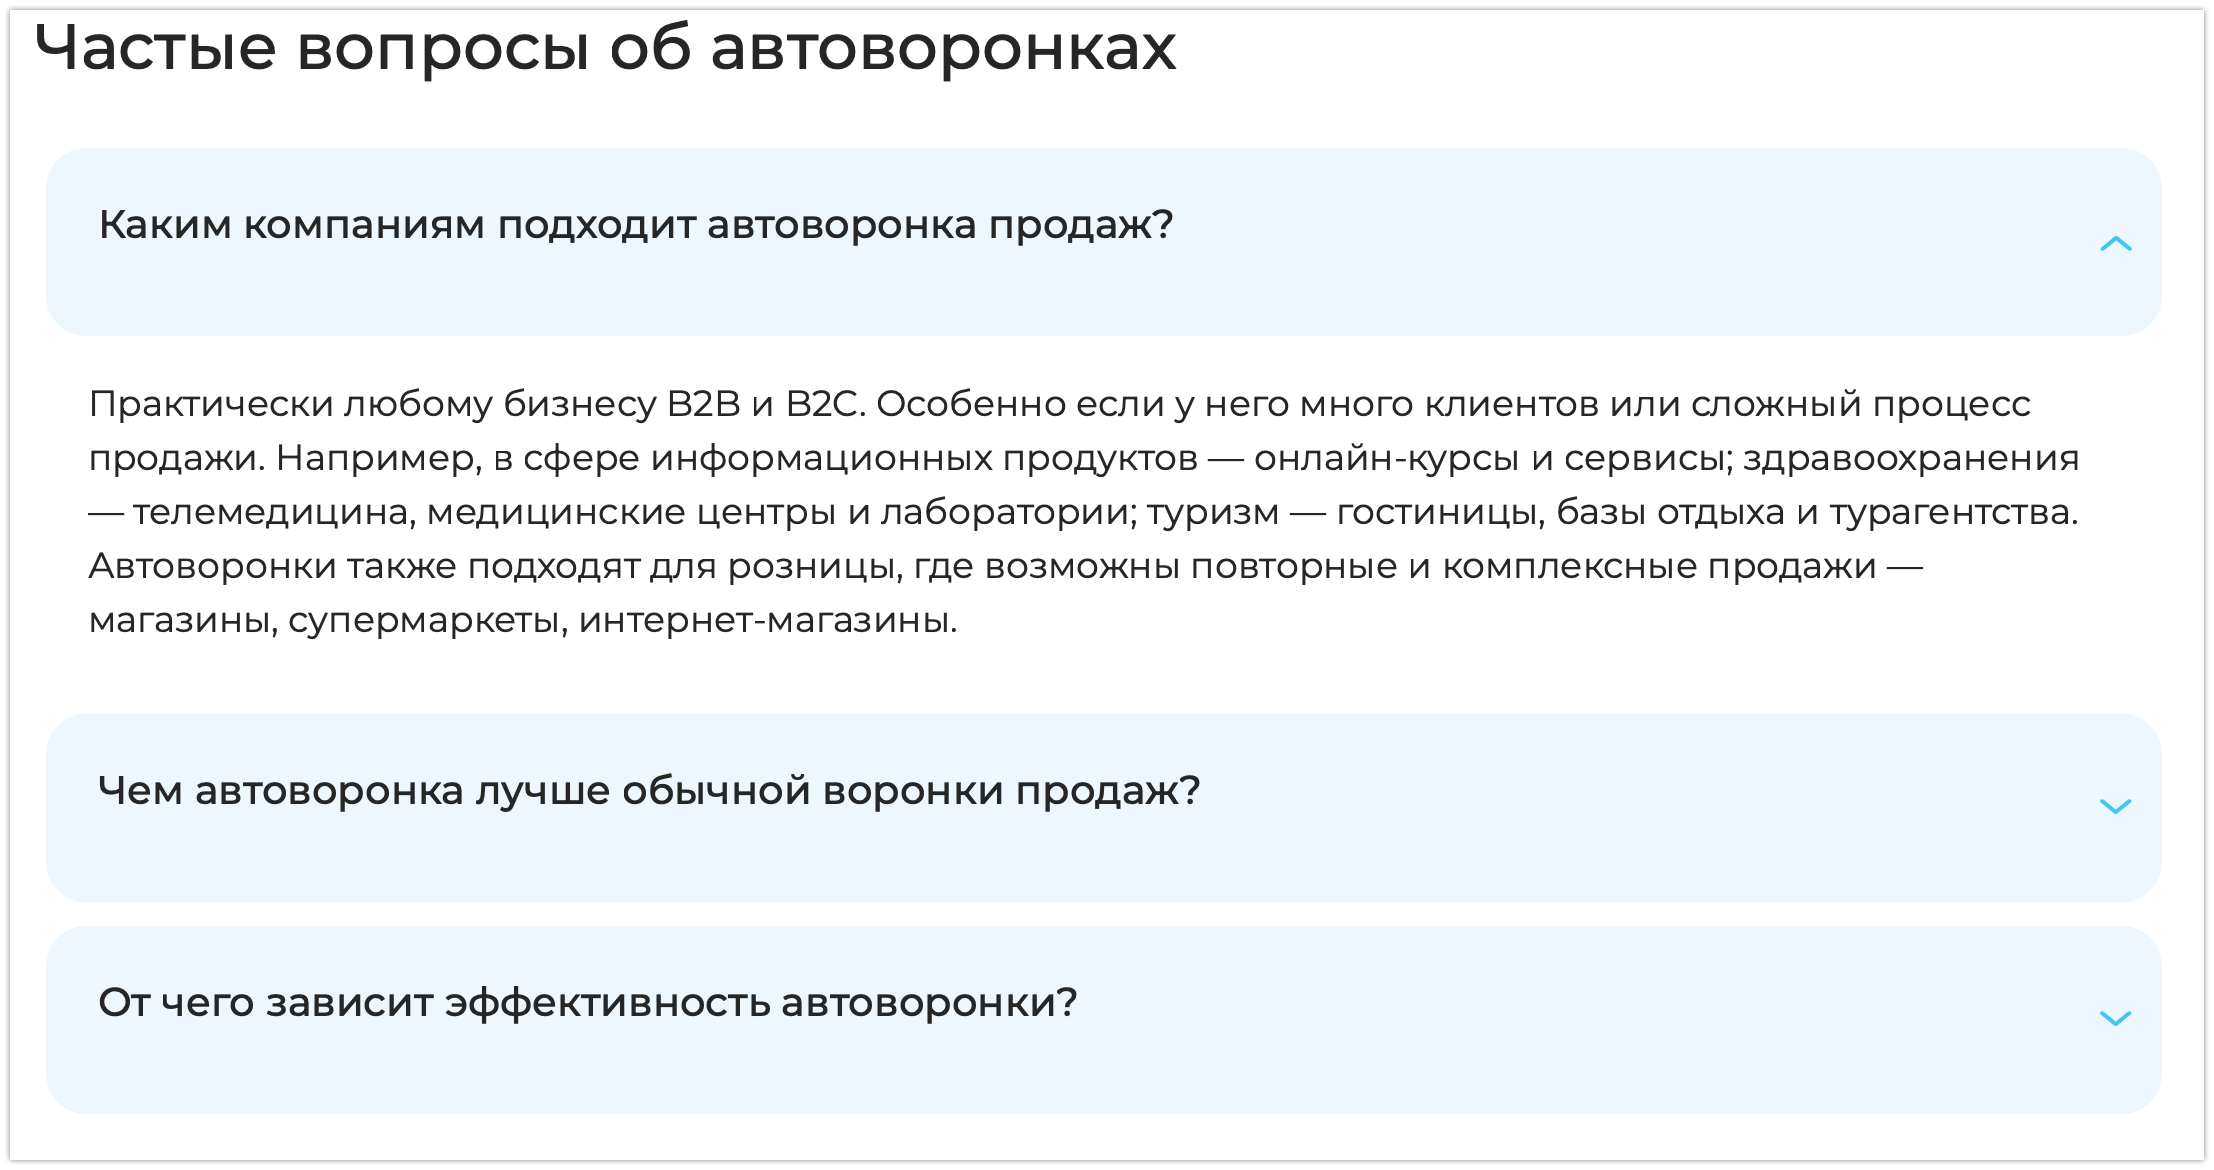 Частые вопросы об автоворонках
Каким компаниям подходит автоворонка продаж?
Практически любому бизнесу B2B и B2C. Особенно если у него много клиентов или сложный процесс
продажи. Например, в сфере информационных продуктов — онлайн-курсы и сервисы; здравоохранения
— телемедицина, медицинские центры и лаборатории; туризм — гостиницы, базы отдыха и турагентства.
Автоворонки также подходят для розницы, где возможны повторные и комплексные продажи —
магазины, супермаркеты, интернет-магазины.
Чем автоворонка лучше обычной воронки продаж?
От чего зависит эффективность автоворонки?